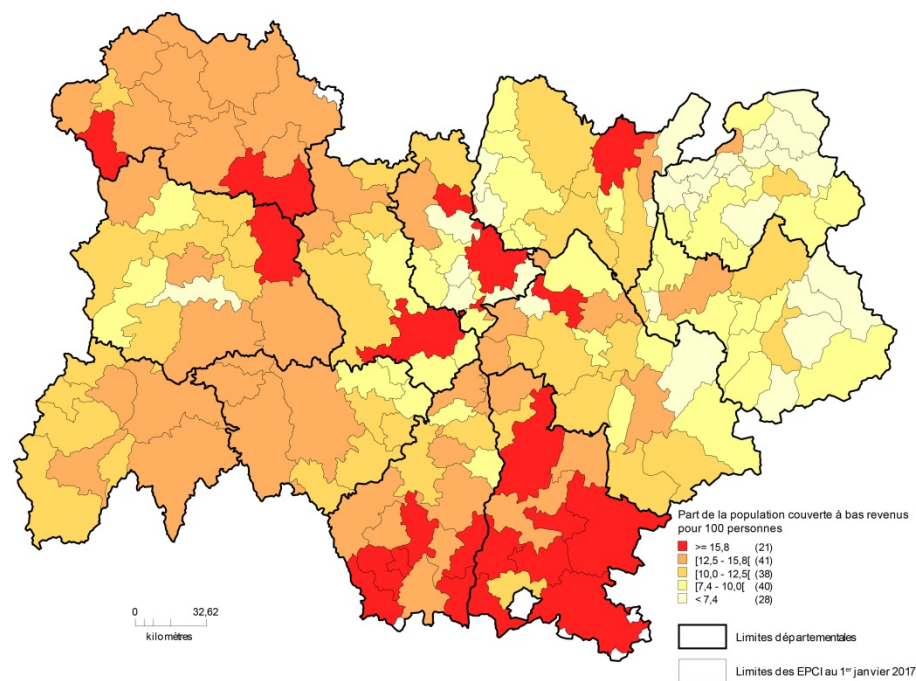 Part de la population couverte à bas revenus
pour 100 personnes
>= 15,8 (21)
[12,5 - 15,8[ (41)
[10,0 - 12,5[ (38)
[7,4 - 10,0[ (40)
< 7,4 (28)
0 32,62
kilomètres
Limites départementales
Limites des EPCI au 1er janvier 2017